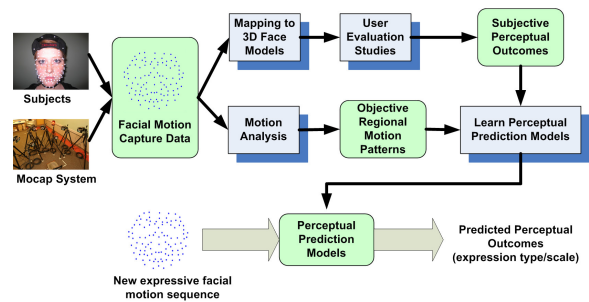 Mapping to
3D Face
Models
User
Evaluation
Studies
Subjective
Perceptual
Outcomes
Subjects
Facial Motion
Capture Data
Motion
Analysis
Objective
Regional
Motion
Patterns
Learn Perceptual
Prediction Models
Mocap System
Perceptual
Prediction
Models
Predicted Perceptual
Outcomes
(expression type/scale)
New expressive facial
motion sequence